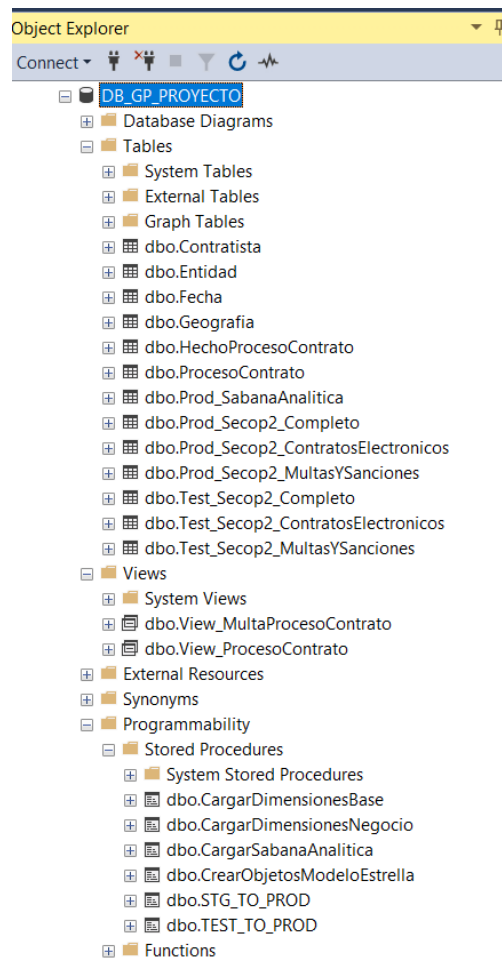 Object Explorer
Connect
DB_GP_PROYECTO
Database Diagrams
Tables
System Tables
External Tables
Graph Tables
dbo.Contratista
dbo.Entidad
dbo.Fecha
dbo.Geografia
dbo.HechoProcesoContrato
dbo.ProcesoContrato
dbo.Prod_SabanaAnalitica
dbo.Prod_Secop2_Completo
dbo.Prod_Secop2_ContratosElectronicos
dbo.Prod_Secop2_MultasYSanciones
dbo.Test_Secop2_Completo
dbo.Test_Secop2_ContratosElectronicos
dbo.Test_Secop2_MultasYSanciones
Views
System Views
dbo.View_MultaProcesoContrato
dbo.View_ProcesoContrato
External Resources
Synonyms
Programmability
Stored Procedures
System Stored Procedures
dbo.CargarDimensionesBase
dbo.CargarDimensionesNegocio
dbo.CargarSabanaAnalitica
dbo.CrearObjetosModeloEstrella
dbo.STG_TO_PROD
dbo.TEST_TO_PROD
Functions